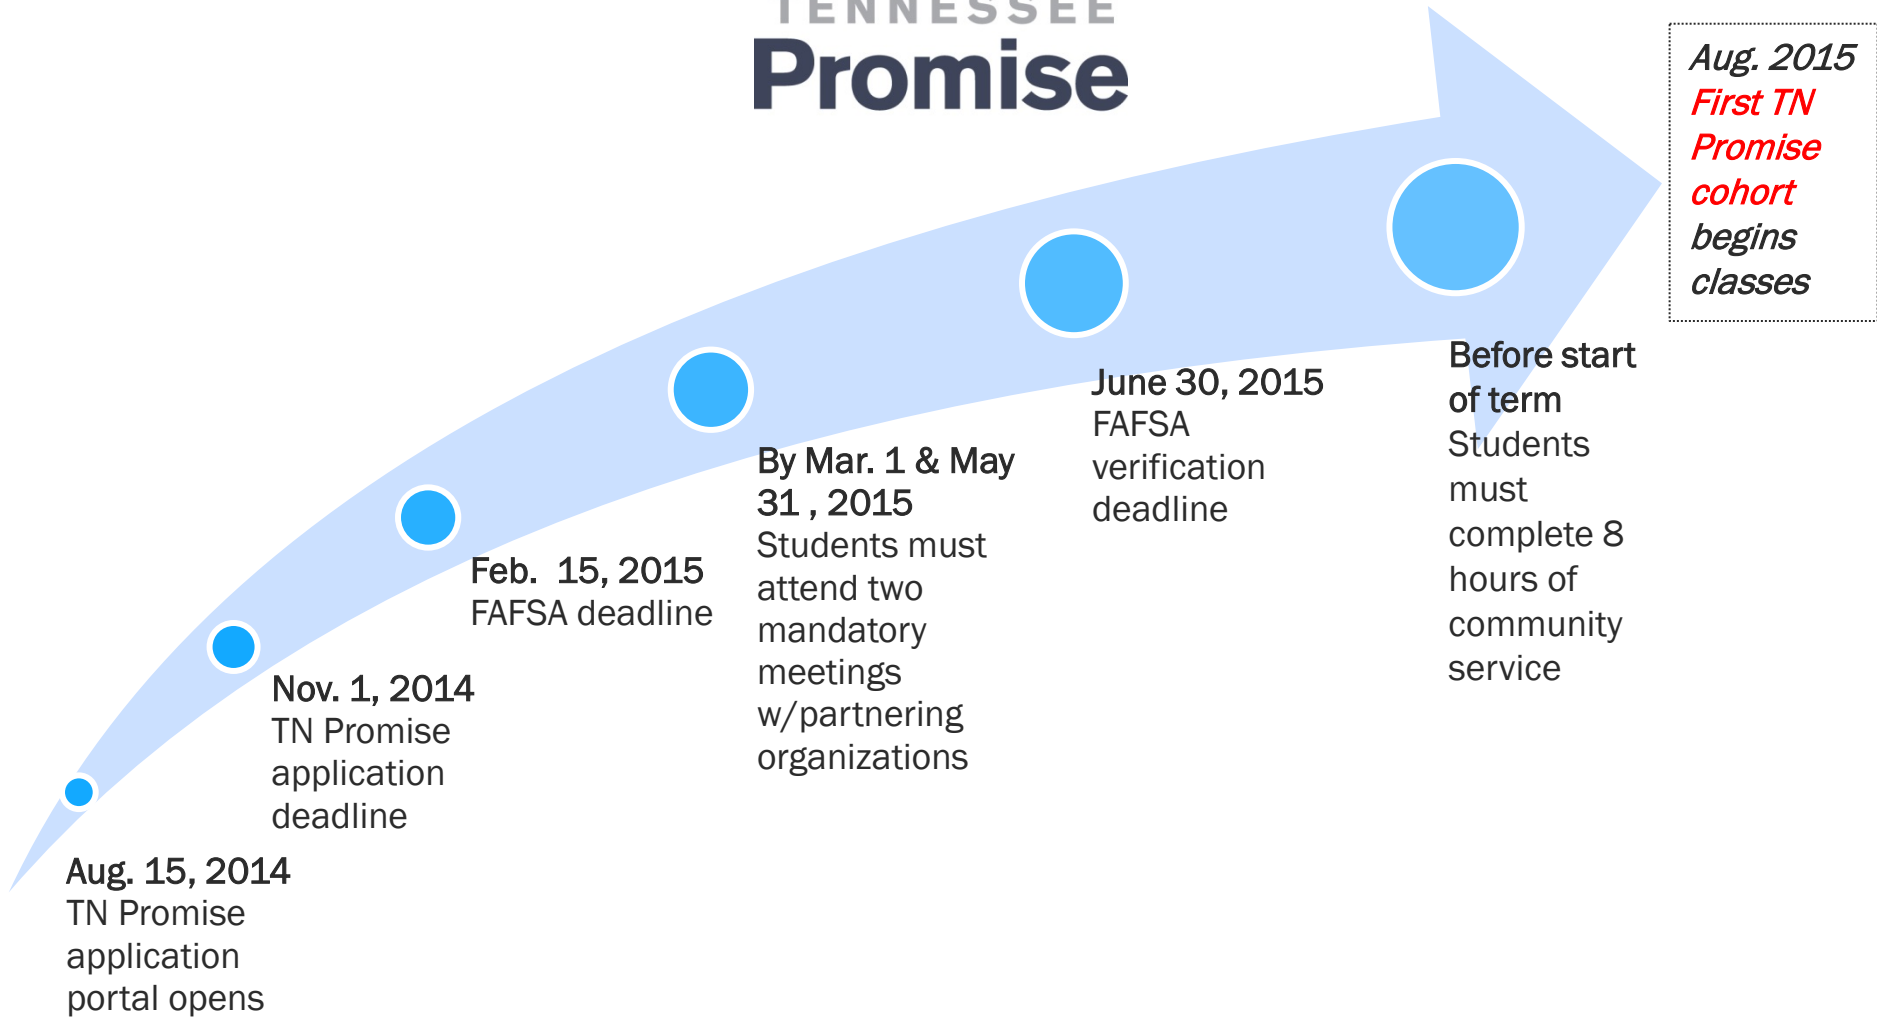 TENNESSEE
Promise
Aug. 2015
First TN
Promise
cohort
begins
classes
Before start
of term
Students
must
complete 8
hours of
community
service
June 30, 2015
FAFSA
verification
deadline
By Mar. 1 & May
31 , 2015
Students must
attend two
mandatory
meetings
w/partnering
organizations
Feb.  15, 2015
FAFSA deadline
Nov. 1, 2014
TN Promise
application
deadline
Aug. 15, 2014
TN Promise
application
portal opens